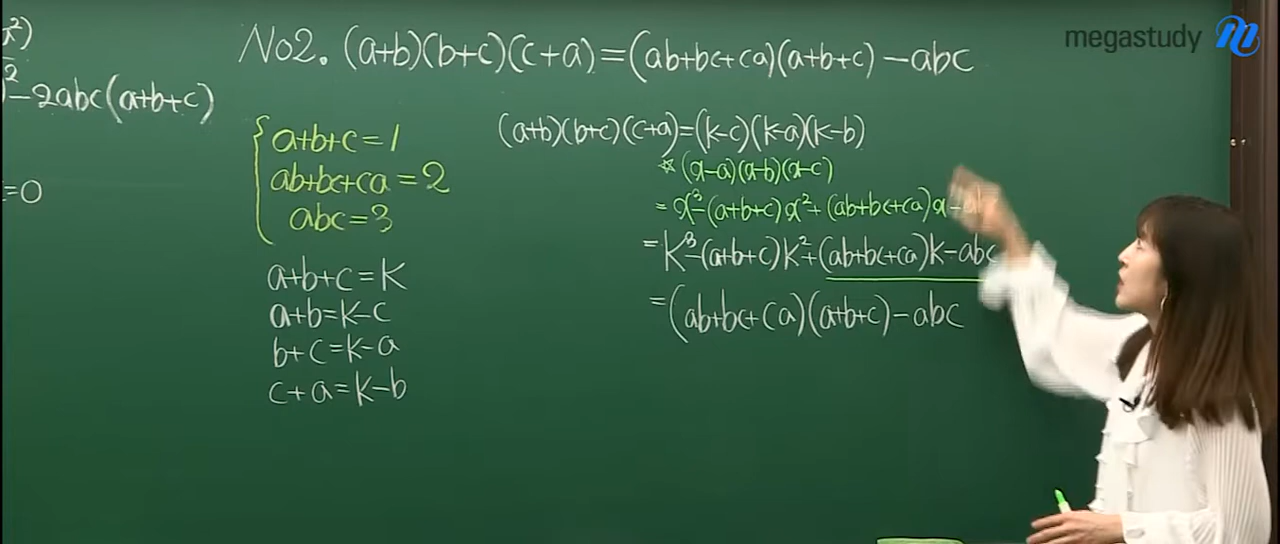 megastudy
No2. (a+b)(b+c)(c+a)=(ab+bc+ca)(a+b+c)-abc
-2abc(a+b+c)
=0
a+b+c=1
ab+bc+ca=2
abc=3
a+b+c=k
a+b=k-c
b+c=k-a
c+a=k-b
(a+b)(b+c)(c+a)=(k-c)(k-a)(k-b)
☆(x-a)(x-b)(x-c)
=x³-(a+b+c)x²+(ab+bc+ca)x-abc
=k³-(a+b+c)k²+(ab+bc+ca)k-abc
=(ab+bc+ca)(a+b+c)-abc